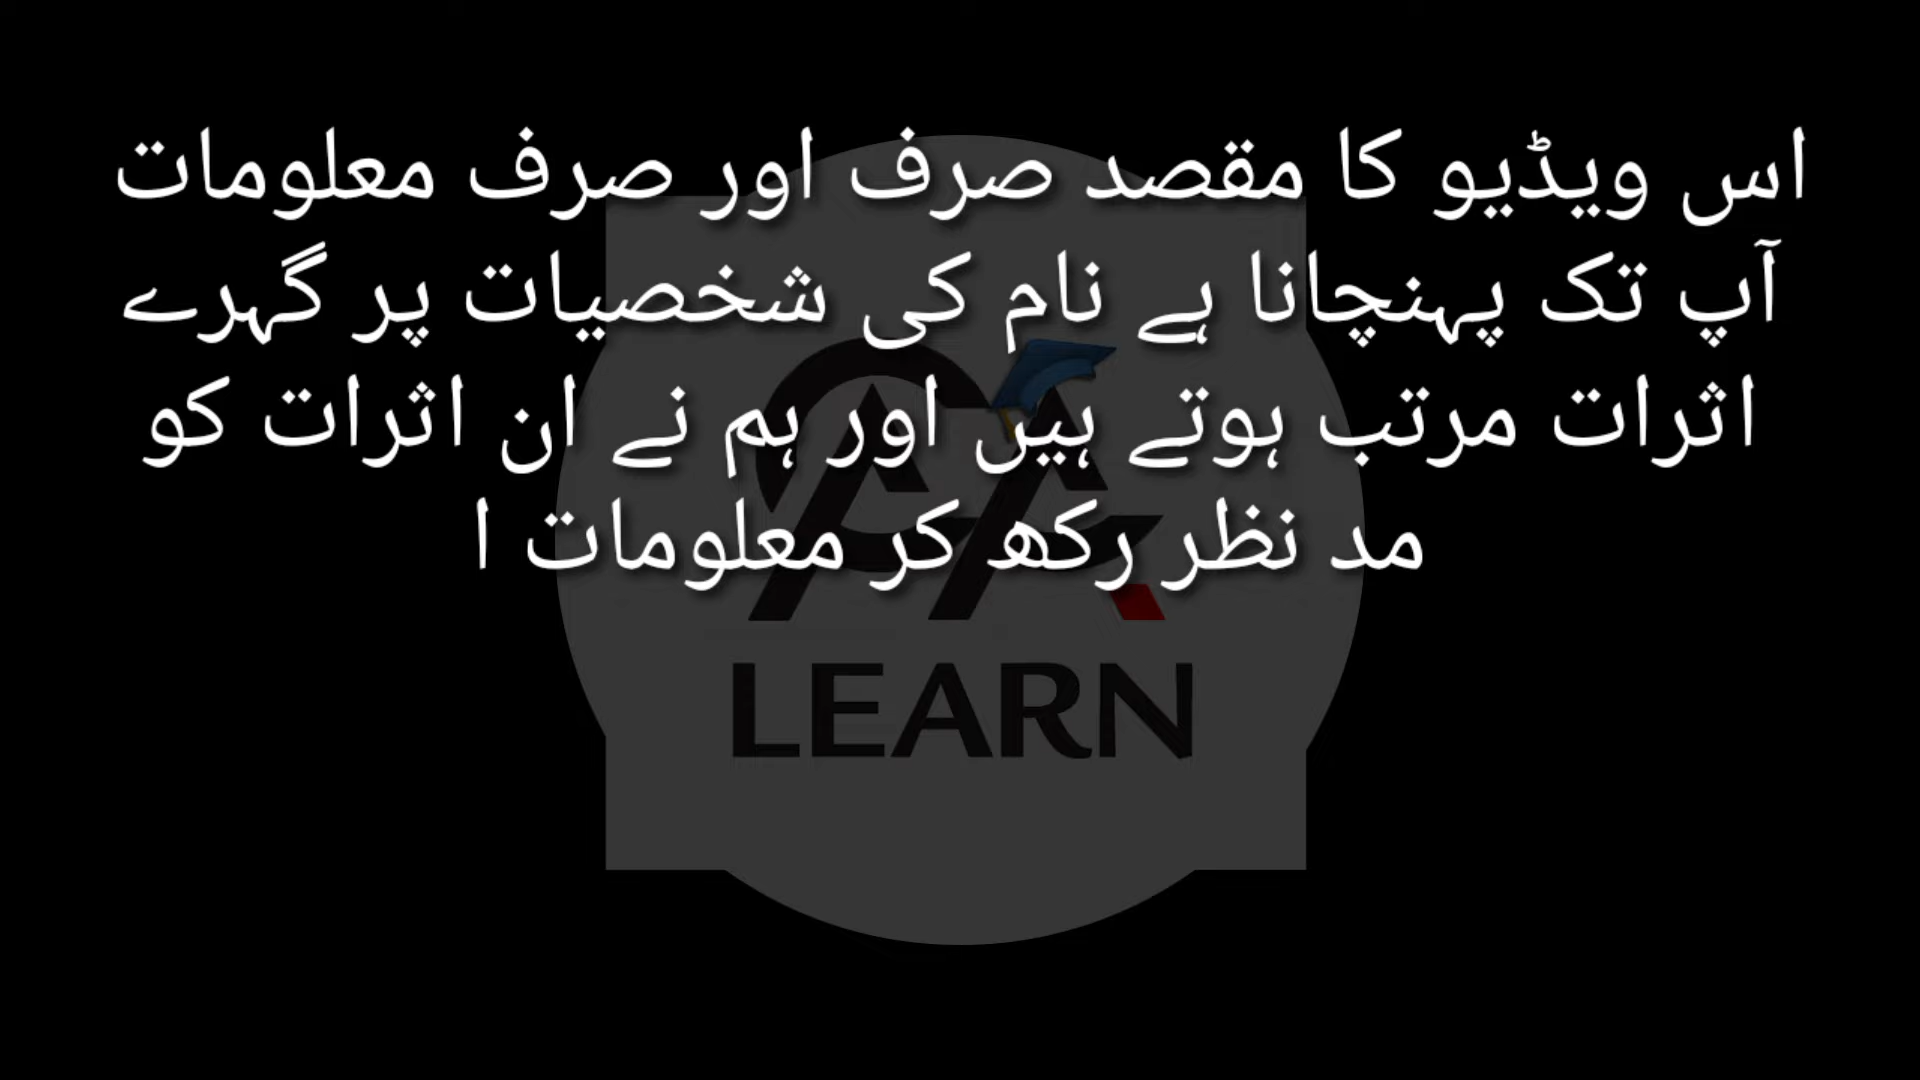 اس ویڈیو کا مقصد صرف اور صرف معلومات
آپ تک پہنچانا ہے نام کی شخصیات پر گہرے
اثرات مرتب ہوتے ہیں اور ہم نے ان اثرات کو
مد نظر رکھ کر معلومات ا
LEARN